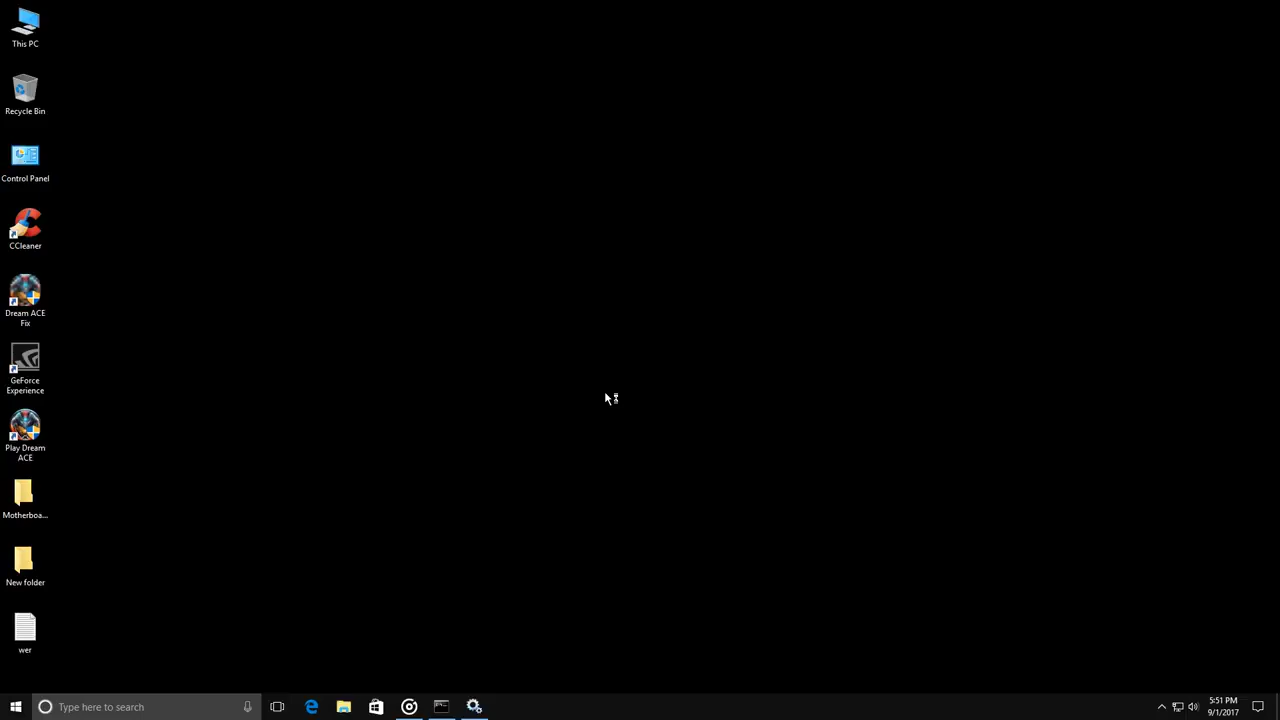 This PC
Recycle Bin
Control Panel
CCleaner
Dream ACE
Fix
GeForce
Experience
Play Dream
ACE
Motherboa...
New folder
wer
Type here to search
5:51 PM
9/1/2017